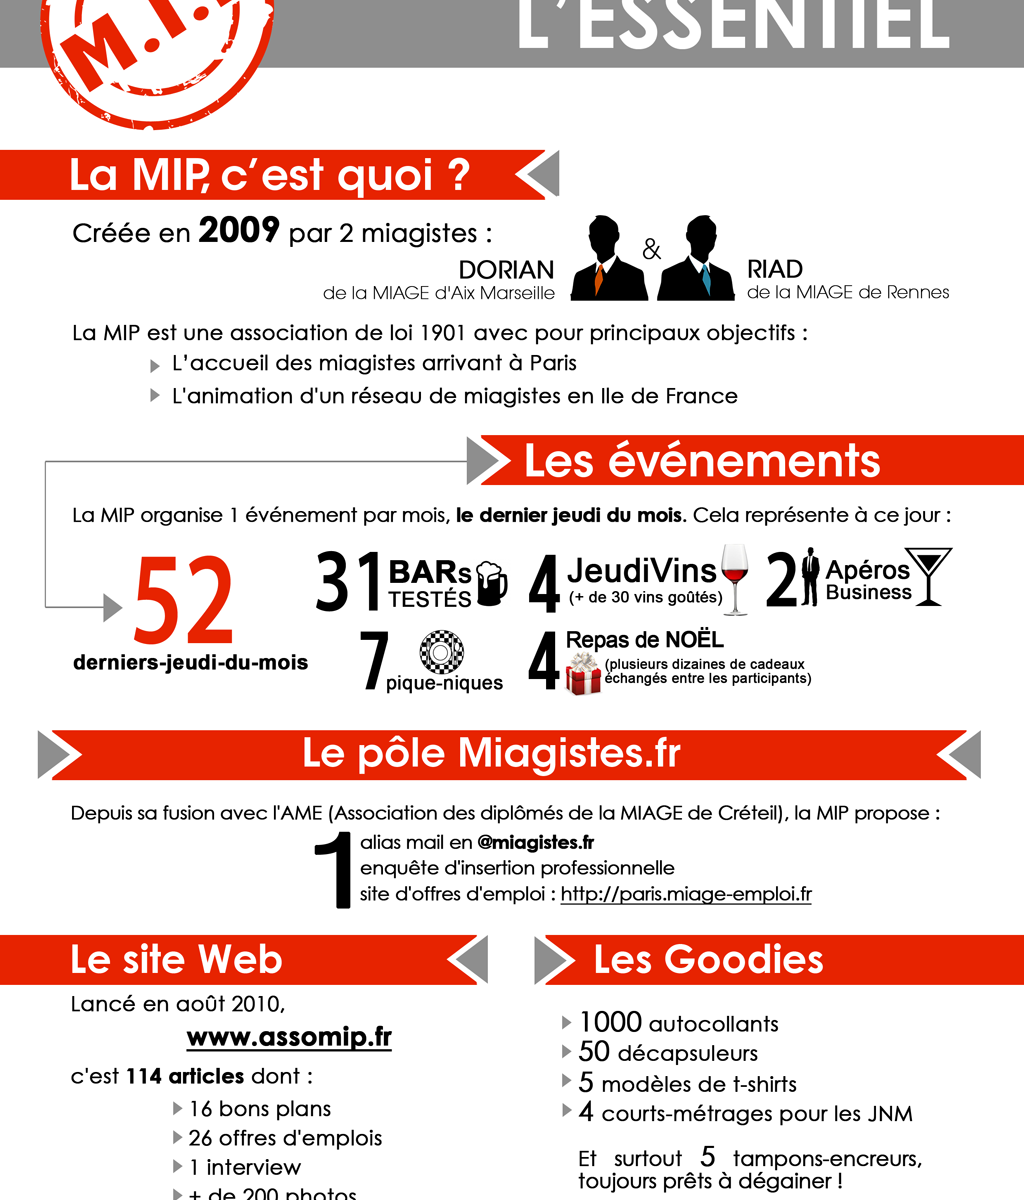 L'ESSENTIEL
La MIP, c'est quoi ?
Créée en 2009 par 2 miagistes :
DORIAN
de la MIAGE d'Aix Marseille
&
RIAD
de la MIAGE de Rennes
La MIP est une association de loi 1901 avec pour principaux objectifs :
L'accueil des miagistes arrivant à Paris
L'animation d'un réseau de miagistes en Ile de France
Les événements
La MIP organise 1 événement par mois, le dernier jeudi du mois. Cela représente à ce jour :
52
derniers-jeudi-du-mois
31 BARs
TESTÉS
4 JeudiVins
(+ de 30 vins goûtés)
2 Apéros
Business
7
pique-niques
4 Repas de NOËL
(plusieurs dizaines de cadeaux
échangés entre les participants)
Le pôle Miagistes.fr
Depuis sa fusion avec l'AME (Association des diplômés de la MIAGE de Créteil), la MIP propose :
1 alias mail en @miagistes.fr
enquête d'insertion professionnelle
site d'offres d'emploi : http://paris.miage-emploi.fr
Le site Web
Lancé en août 2010,
www.assomip.fr
c'est 114 articles dont :
16 bons plans
26 offres d'emplois
1 interview
+ de 200 photos
Les Goodies
1000 autocollants
50 décapsuleurs
5 modèles de t-shirts
4 courts-métrages pour les JNM
Et surtout 5 tampons-encreurs,
toujours prêts à dégainer !